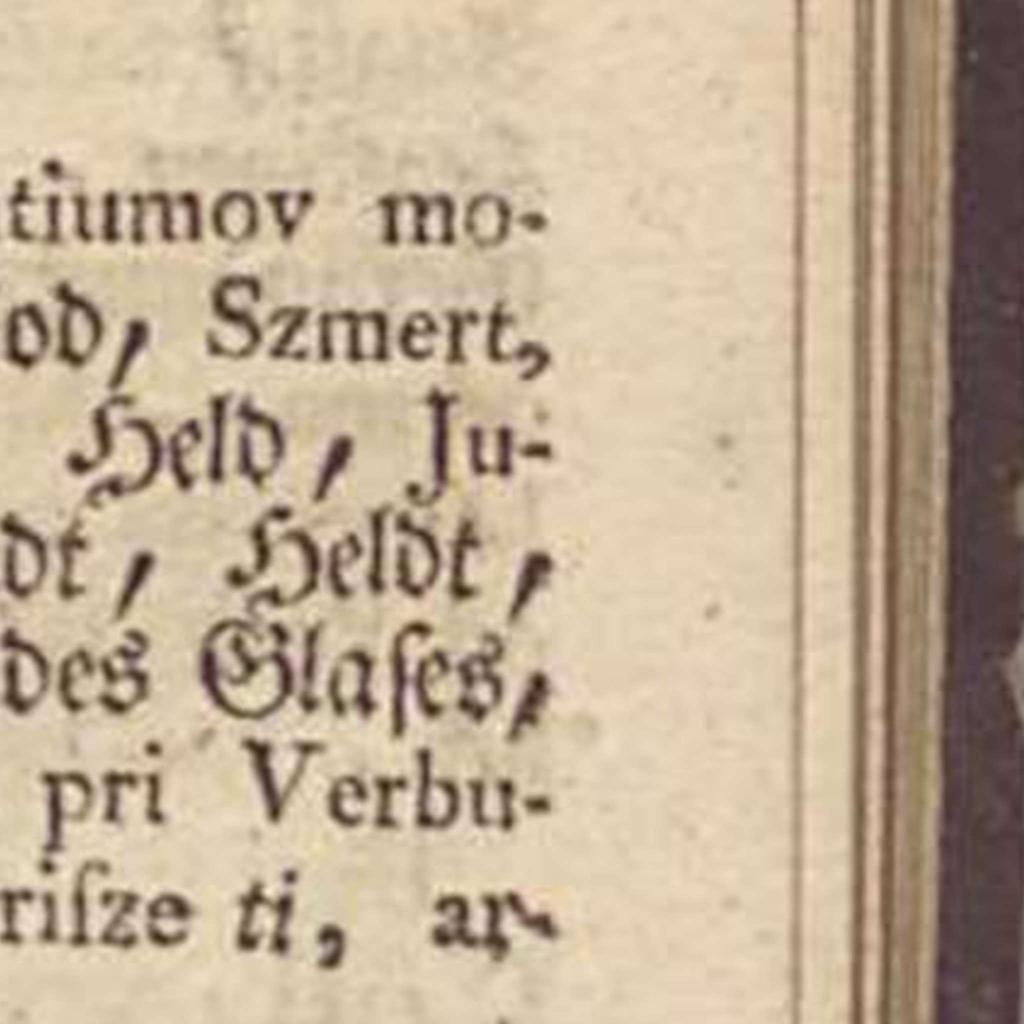 tiumov mo-
od, Szmert,
Held, Ju-
dt, Heldt,
des Glaſes,
pri Verbu-
riſze ti, ar-